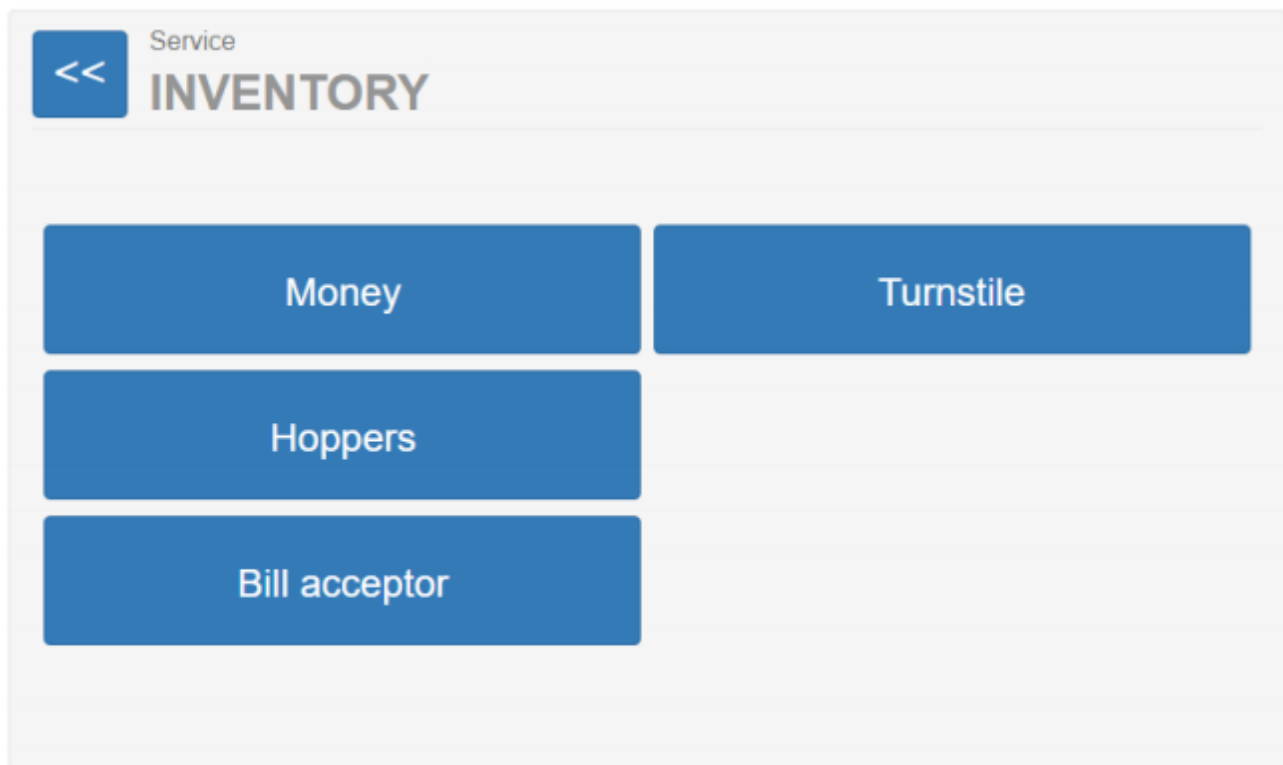 <<
Service
INVENTORY
Money
Turnstile
Hoppers
Bill acceptor